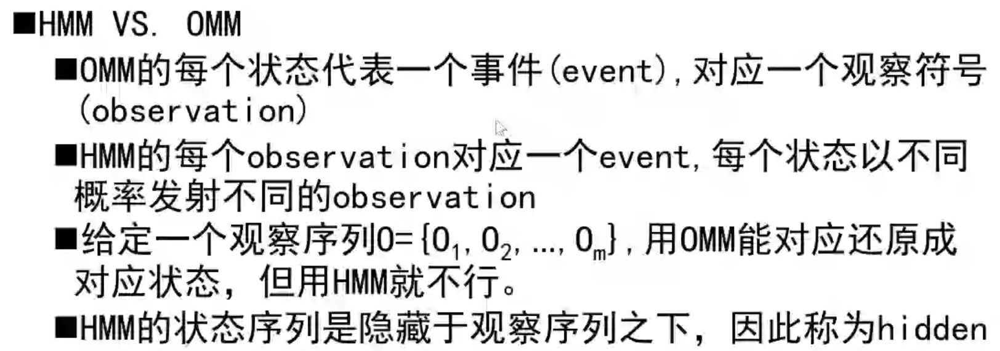 ■HMM VS. OMM
■OMM的每个状态代表一个事件(event),对应一个观察符号
(observation)
■HMM的每个observation对应一个event,每个状态以不同
概率发射不同的observation
■给定一个观察序列O={O₁, O₂, …, Oₘ},用OMM能对应还原成
对应状态，但用HMM就不行。
■HMM的状态序列是隐藏于观察序列之下，因此称为hidden